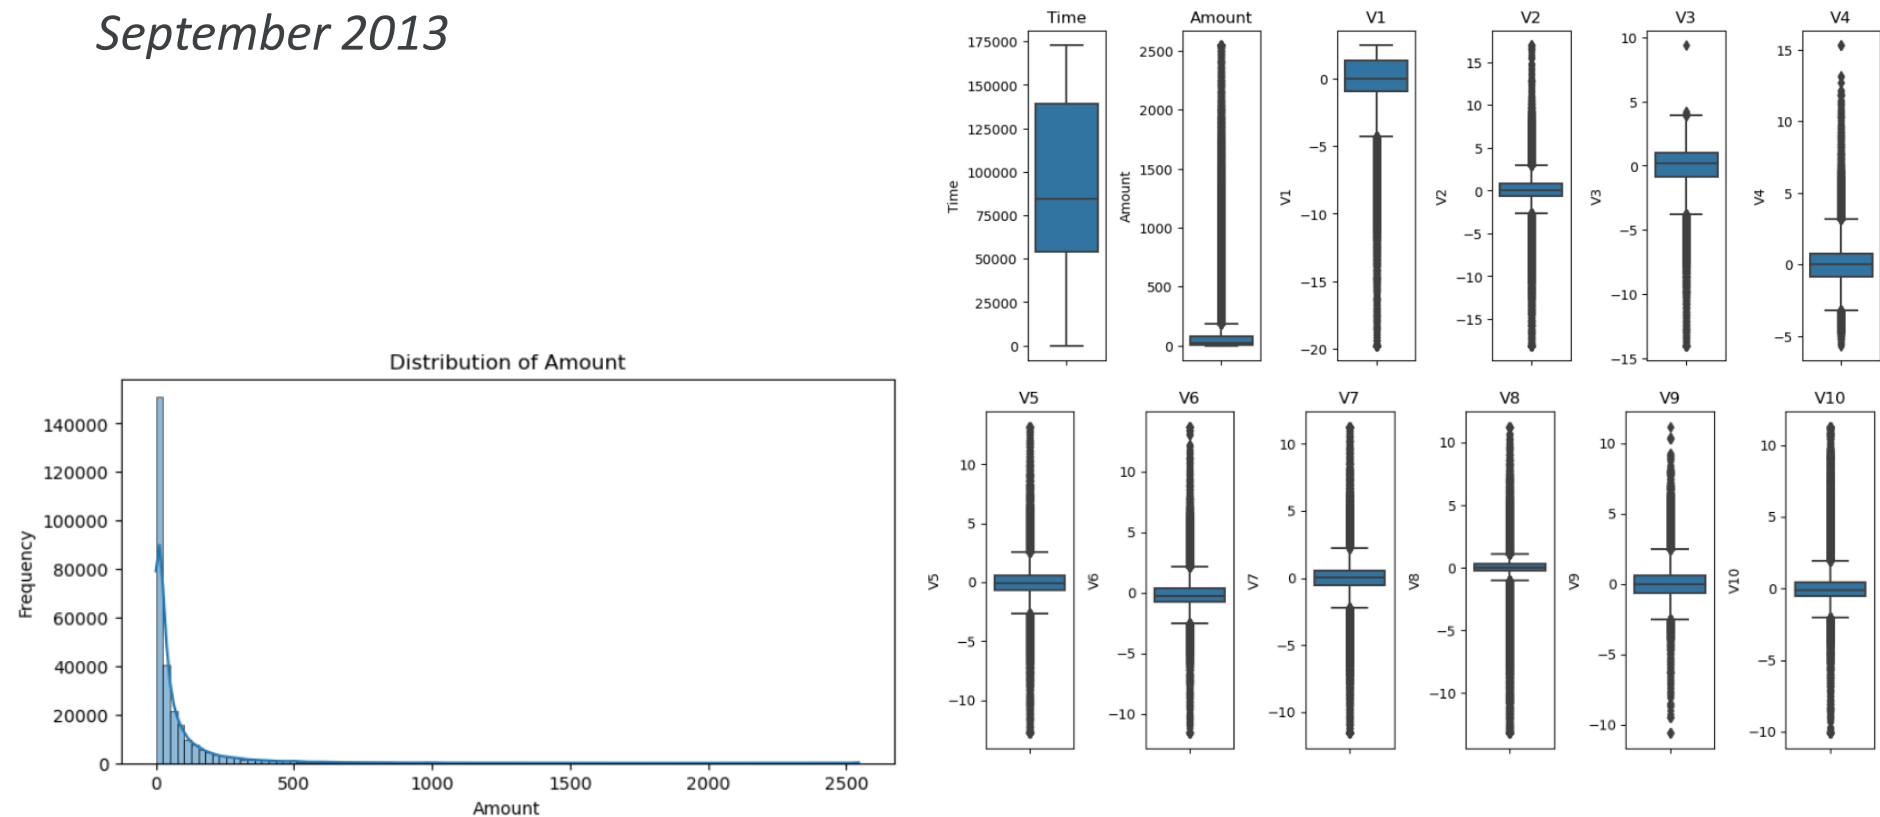 September 2013
Distribution of Amount
Frequency
140000
120000
100000
80000
60000
40000
20000
0
0 500 1000 1500 2000 2500
Amount
Time
Time
175000
150000
125000
100000
75000
50000
25000
0
Amount
Amount
2500
2000
1500
1000
500
0
V1
V1
0
−5
−10
−15
−20
V2
V2
15
10
5
0
−5
−10
−15
V3
V3
10
5
0
−5
−10
−15
V4
V4
15
10
5
0
−5
V5
V5
10
5
0
−5
−10
V6
V6
10
5
0
−5
−10
V7
V7
10
5
0
−5
−10
V8
V8
10
5
0
−5
−10
V9
V9
10
5
0
−5
−10
V10
V10
10
5
0
−5
−10